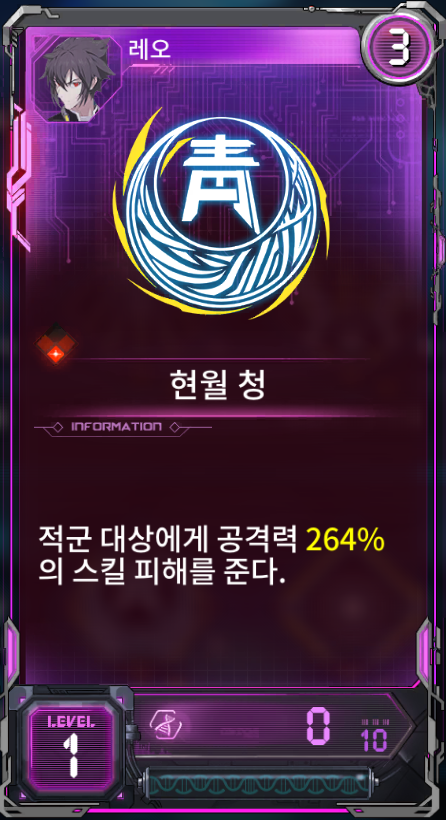 레오
3
青
현월 청
INFORMATION
적군 대상에게 공격력 264%
의 스킬 피해를 준다.
LEVEL
1
0
10